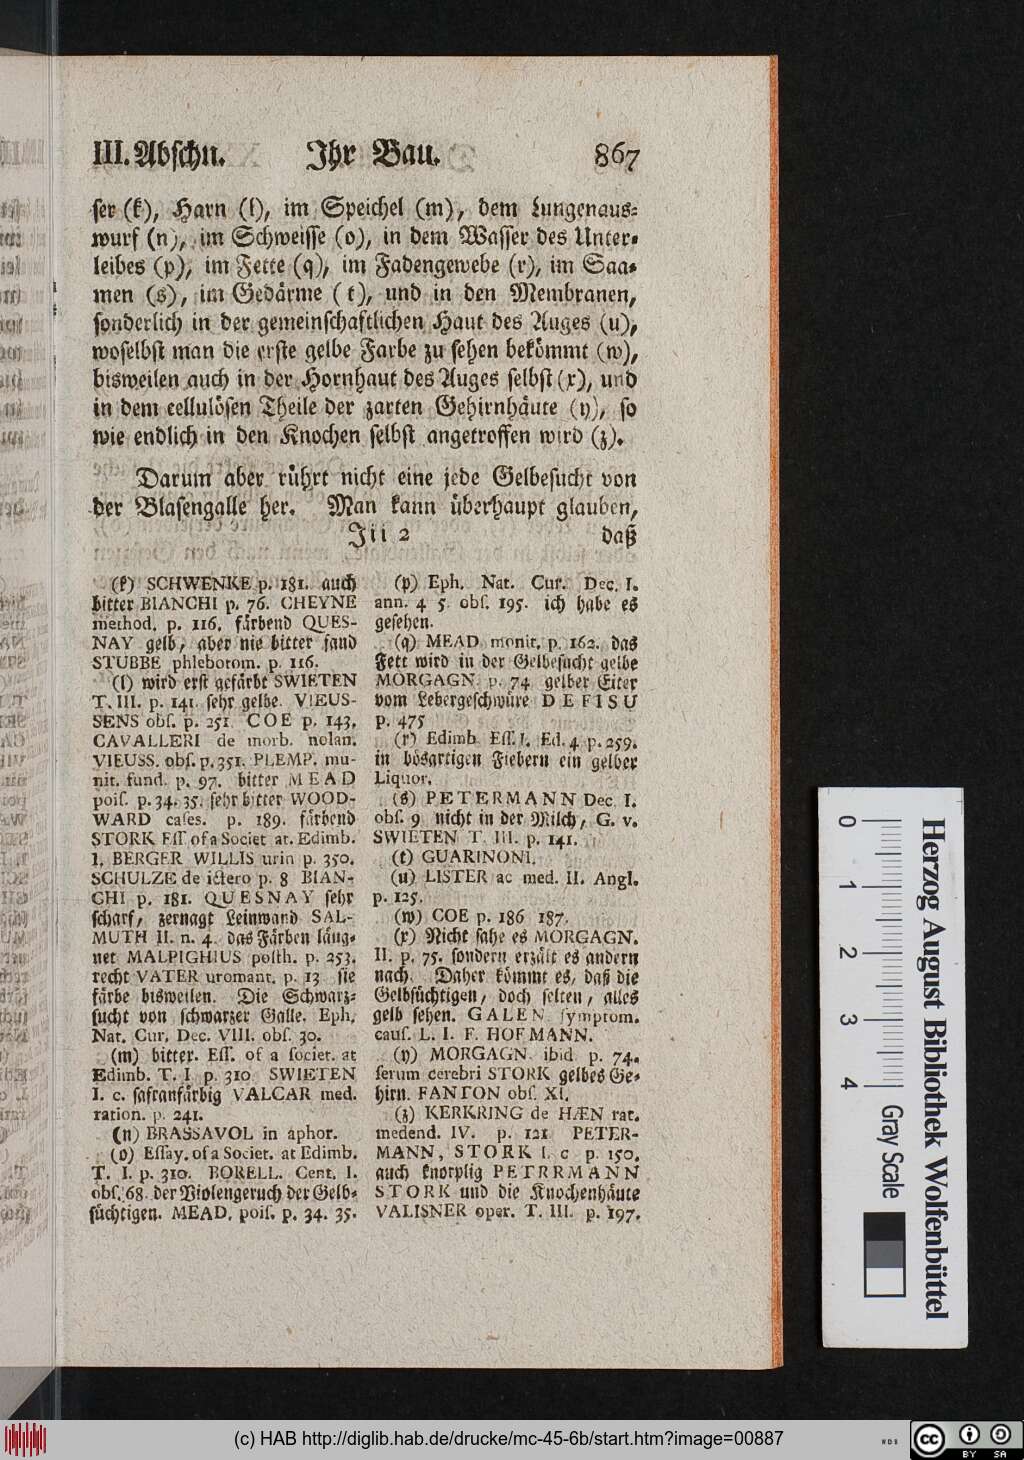 III. Abschn. Ihr Bau. 867
ser (k), Harn (l), im Speichel (m), dem Lungenaus-
wurf (n), im Schweisse (o), in dem Wasser des Unter-
leibes (p), im Fette (q), im Fadengewebe (r), im Saa-
men (s), im Gedärme (t), und in den Membranen,
sonderlich in der gemeinschaftlichen Haut des Auges (u),
woselbst man die erste gelbe Farbe zu sehen bekömmt (w),
bisweilen auch in der Hornhaut des Auges selbst (x), und
in dem cellulösen Theile der zarten Gehirnhäute (y), so
wie endlich in den Knochen selbst angetroffen wird (z).
Darum aber rührt nicht eine jede Gelbesucht von
der Blasengalle her. Man kann überhaupt glauben,
Iii 2 daß
(k) SCHWENKE p. 181. auch
bitter BIANCHI p. 76. CHEYNE
method. p. 116. färbend QUES-
NAY gelb, aber nie bitter fand
STUBBE phlebotom. p. 116.
(l) wird erst gefärbt SWIETEN
T. III. p. 141. sehr gelbe. VIEUS-
SENS obs. p. 251. COE p. 143.
CAVALLERI de morb. nolan.
VIEUSS. obs. p. 351. PLEMP. mu-
nit. fund. p. 97. bitter MEAD
pois. p. 34. 35. sehr bitter WOOD-
WARD cases. p. 189. färbend
STORK Ess. of a Societ at. Edimb.
I. BERGER WILLIS urin p. 350.
SCHULZE de ictero p. 8 BIAN-
CHI p. 181. QUESNAY sehr
scharf, zernagt Leinwand SAL-
MUTH II. n. 4. das Färben läug-
net MALPIGHIUS posth. p. 253.
recht VATER uromant. p. 13 sie
färbe bisweilen. Die Schwarz-
sucht von schwarzer Galle. Eph.
Nat. Cur. Dec. VIII. obs. 30.
(m) bitter. Ess. of a societ. at
Edimb. T. I. p. 310. SWIETEN
I. c. safranfärbig VALCAR med.
ration. p. 241.
(n) BRASSAVOL in aphor.
(o) Essay. of a Societ. at Edimb.
T. I. p. 310. BORELL. Cent. I.
obs. 68. der Violengeruch der Gelb-
süchtigen. MEAD. pois. p. 34. 35.
(p) Eph. Nat. Cur. Dec. I.
ann. 4 5. obs. 195. ich habe es
gesehen.
(q) MEAD monit. p. 162. das
Fett wird in der Gelbesucht gelbe
MORGAGN. p. 74 gelber Eiter
vom Lebergeschwüre DEFISU
p. 475
(r) Edimb. Ess. I. Ed. 4 p. 259.
in bösartigen Fiebern ein gelber
Liquor.
(s) PETERMANN Dec. I.
obs. 9 nicht in der Milch, G. v.
SWIETEN T. III. p. 141.
(t) GUARINONI.
(u) LISTER ac med. II. Angl.
p. 125.
(w) COE p. 186 187.
(x) Nicht sahe es MORGAGN.
II. p. 75. sondern erzält es andern
nach. Daher kömmt es, daß die
Gelbsüchtigen, doch selten, alles
gelb sehen. GALEN symptom.
caus. L. I. F. HOFMANN.
(y) MORGAGN. ibid p. 74.
serum cerebri STORK gelbes Ge-
hirn. FANTON obs. XI.
(z) KERKRING de HÆN rat.
medend. IV. p. 121 PETER-
MANN, STORK l. c p. 150.
auch knorplig PETRRMANN
STORK und die Knochenhäute
VALISNER oper. T. III. p. 197.
Herzog August Bibliothek Wolfenbüttel
0 1 2 3 4 Gray Scale
(c) HAB http://diglib.hab.de/drucke/mc-45-6b/start.htm?image=00887
cc BY SA